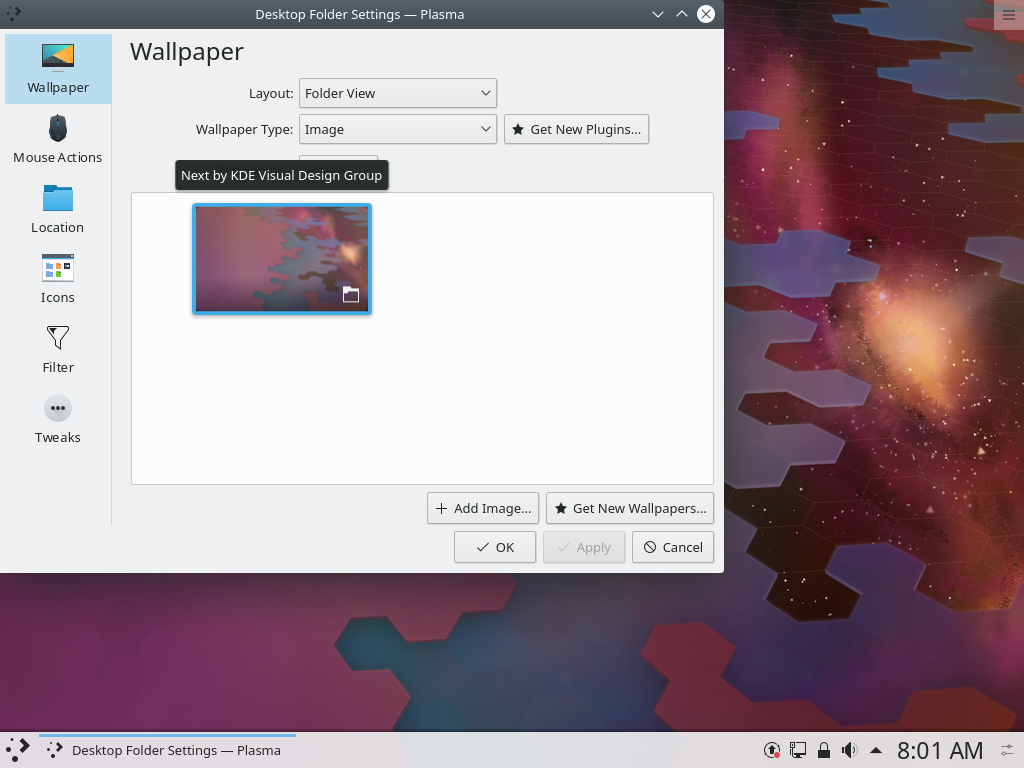 Desktop Folder Settings — Plasma
Wallpaper
Wallpaper
Layout:
Folder View
Wallpaper Type:
Image
Get New Plugins...
Next by KDE Visual Design Group
Mouse Actions
Location
Icons
Filter
Tweaks
Add Image...
Get New Wallpapers...
OK
Apply
Cancel
Desktop Folder Settings — Plasma
8:01 AM